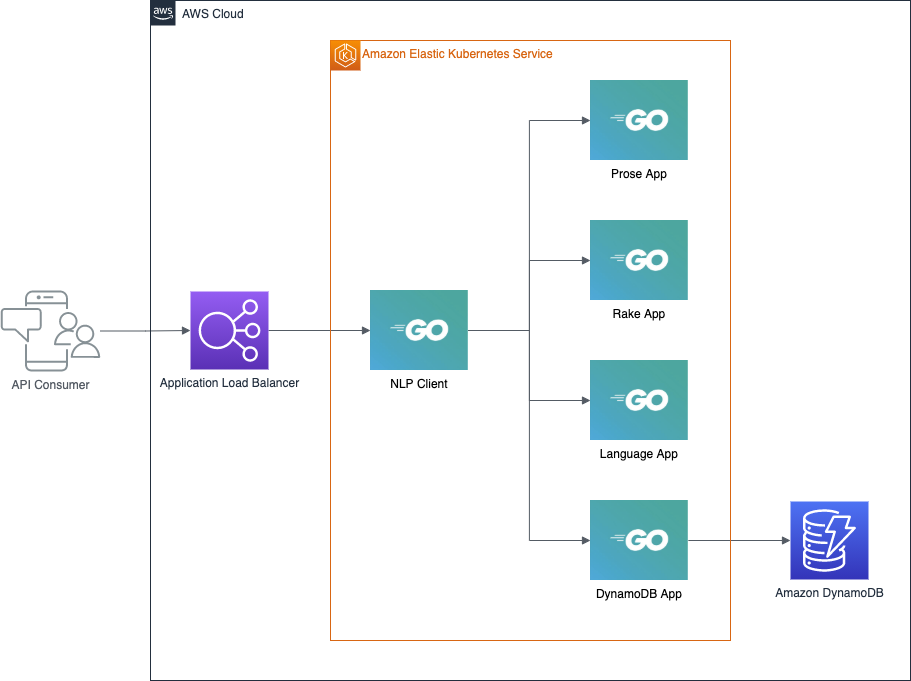 aws
AWS Cloud
Amazon Elastic Kubernetes Service
K
GO
Prose App
GO
Rake App
API Consumer
Application Load Balancer
GO
NLP Client
GO
Language App
GO
DynamoDB App
Amazon DynamoDB